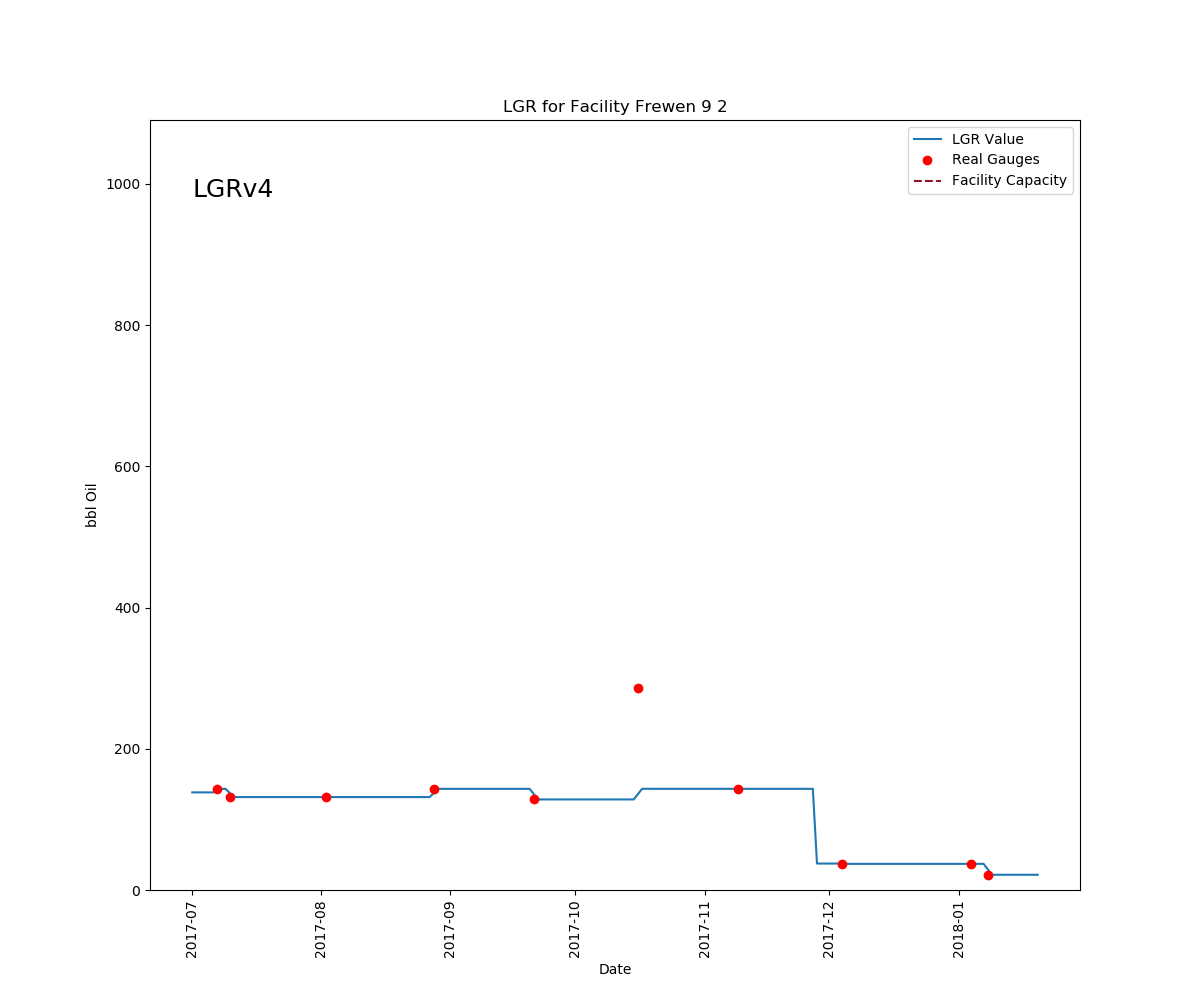 LGR for Facility Frewen 9 2
LGRv4
LGR Value
Real Gauges
Facility Capacity
1000
800
600
400
200
0
bbl Oil
2017-07
2017-08
2017-09
2017-10
2017-11
2017-12
2018-01
Date